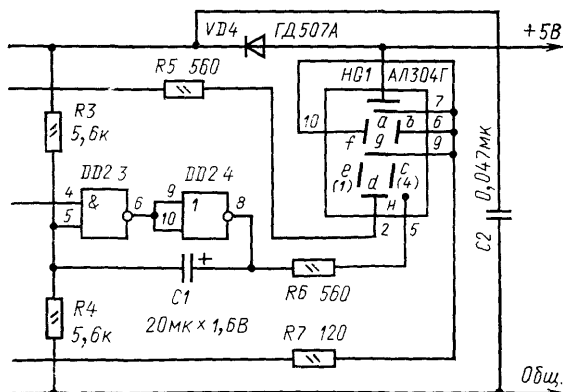 VD4 ГД507А
+5В
R5 560
HG1 АЛ304Г
R3
5,6к
10
7
a
f g b 6
9
e
(1)
c
(4)
d
н
2 5
0,047мк
C2
DD2 3
DD2 4
4
5
&
6
9
10
1
8
+
C1
20мк × 1,6В
R6 560
R4
5,6к
R7 120
Общ.